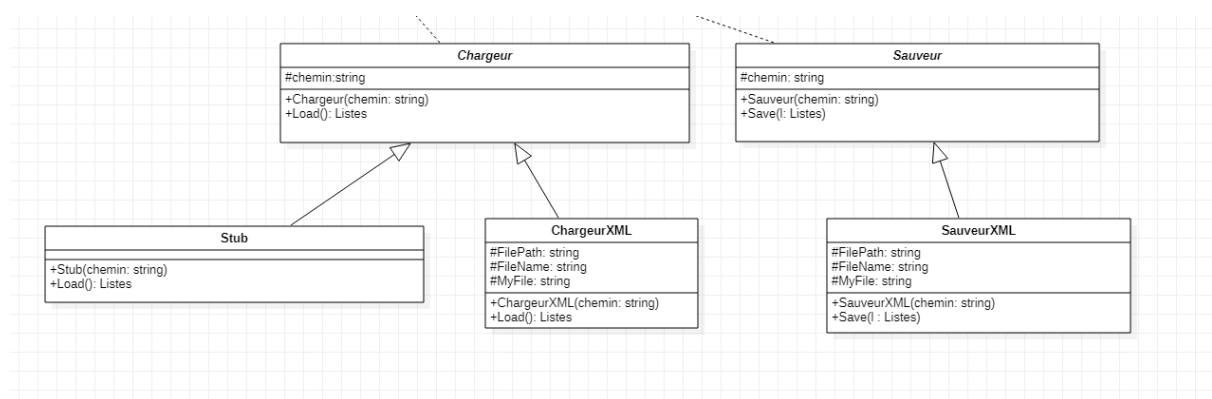 Chargeur
#chemin:string
+Chargeur(chemin: string)
+Load(): Listes
Sauveur
#chemin: string
+Sauveur(chemin: string)
+Save(l: Listes)
Stub
+Stub(chemin: string)
+Load(): Listes
ChargeurXML
#FilePath: string
#FileName: string
#MyFile: string
+ChargeurXML(chemin: string)
+Load(): Listes
SauveurXML
#FilePath: string
#FileName: string
#MyFile: string
+SauveurXML(chemin: string)
+Save(l : Listes)